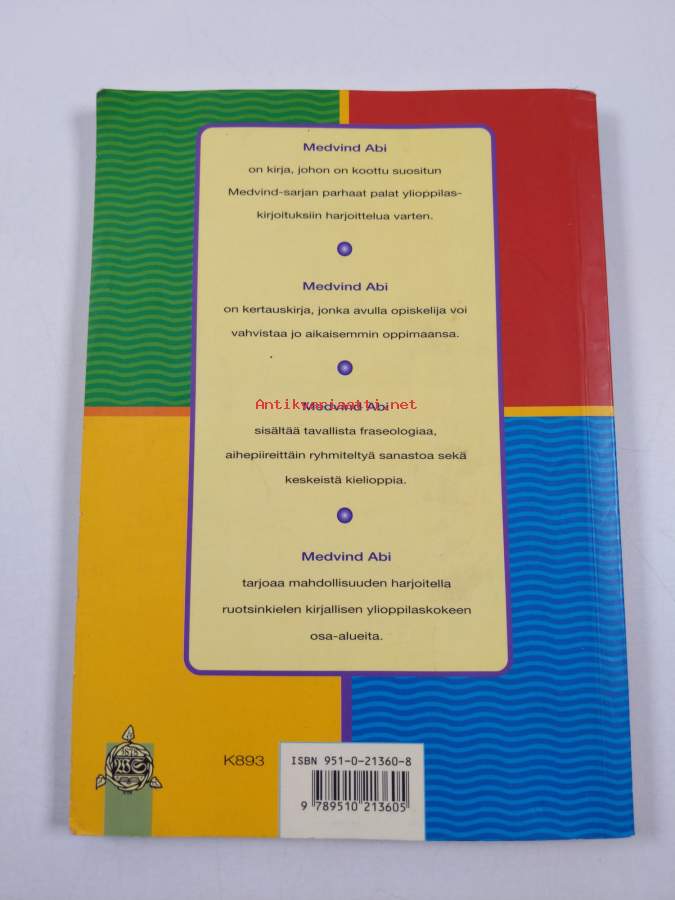 Medvind Abi
on kirja, johon on koottu suositun
Medvind-sarjan parhaat palat ylioppilas-
kirjoituksiin harjoittelua varten.
Medvind Abi
on kertauskirja, jonka avulla opiskelija voi
vahvistaa jo aikaisemmin oppimaansa.
Antikvariaatti.net
Medvind Abi
sisältää tavallista fraseologiaa,
aihepiireittäin ryhmiteltyä sanastoa sekä
keskeistä kielioppia.
Medvind Abi
tarjoaa mahdollisuuden harjoitella
ruotsinkielen kirjallisen ylioppilaskokeen
osa-alueita.
1878
WS
K893
ISBN 951-0-21360-8
9 789510 213605